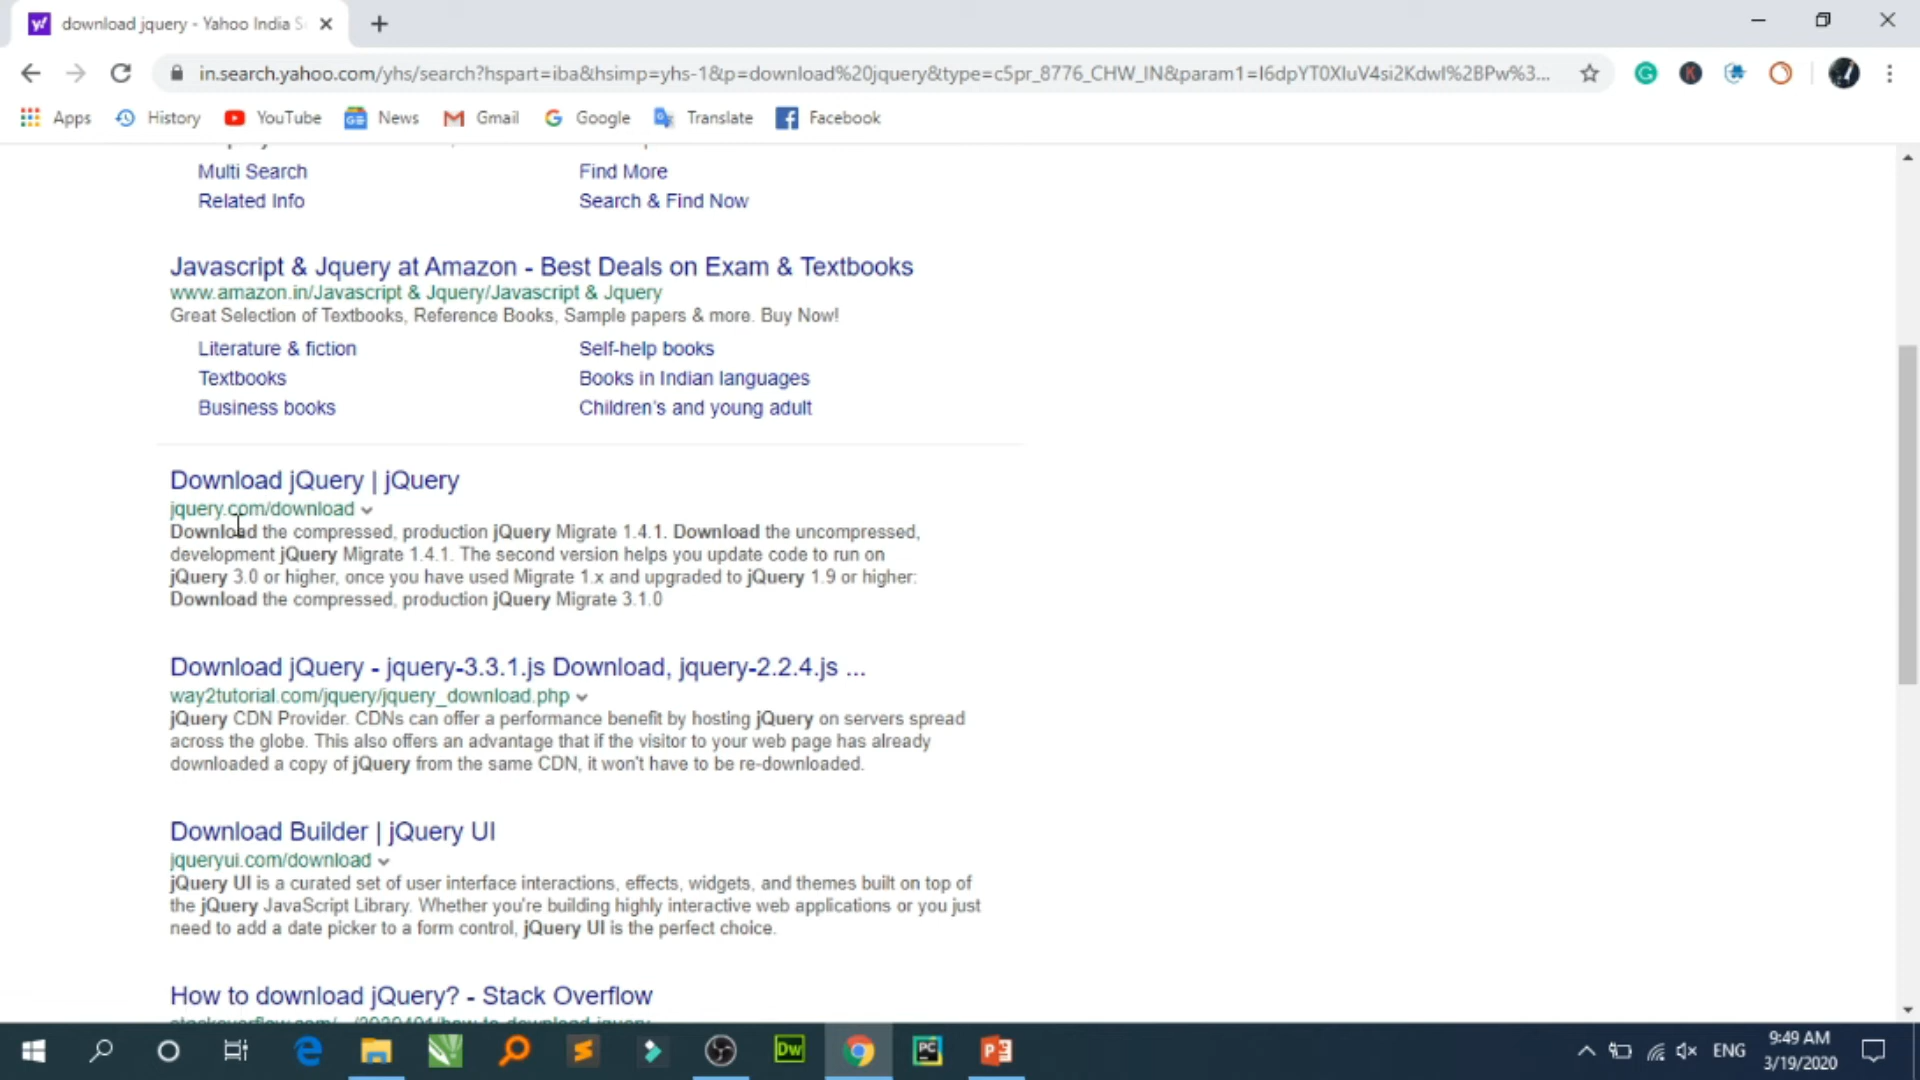 download jquery - Yahoo India S
in.search.yahoo.com/yhs/search?hspart=iba&hsimp=yhs-1&p=download%20jquery&type=c5pr_8776_CHW_IN&param1=I6dpYT0XIuV4si2KdwI%2BPw%3...
Apps History YouTube News Gmail Google Translate Facebook
Multi Search Find More
Related Info Search & Find Now
Javascript & Jquery at Amazon - Best Deals on Exam & Textbooks
www.amazon.in/Javascript & Jquery/Javascript & Jquery
Great Selection of Textbooks, Reference Books, Sample papers & more. Buy Now!
Literature & fiction Self-help books
Textbooks Books in Indian languages
Business books Children's and young adult
Download jQuery | jQuery
jquery.com/download
Download the compressed, production jQuery Migrate 1.4.1. Download the uncompressed,
development jQuery Migrate 1.4.1. The second version helps you update code to run on
jQuery 3.0 or higher, once you have used Migrate 1.x and upgraded to jQuery 1.9 or higher:
Download the compressed, production jQuery Migrate 3.1.0
Download jQuery - jquery-3.3.1.js Download, jquery-2.2.4.js ...
way2tutorial.com/jquery/jquery_download.php
jQuery CDN Provider. CDNs can offer a performance benefit by hosting jQuery on servers spread
across the globe. This also offers an advantage that if the visitor to your web page has already
downloaded a copy of jQuery from the same CDN, it won't have to be re-downloaded.
Download Builder | jQuery UI
jqueryui.com/download
jQuery UI is a curated set of user interface interactions, effects, widgets, and themes built on top of
the jQuery JavaScript Library. Whether you're building highly interactive web applications or you just
need to add a date picker to a form control, jQuery UI is the perfect choice.
How to download jQuery? - Stack Overflow
ENG 9:49 AM
3/19/2020